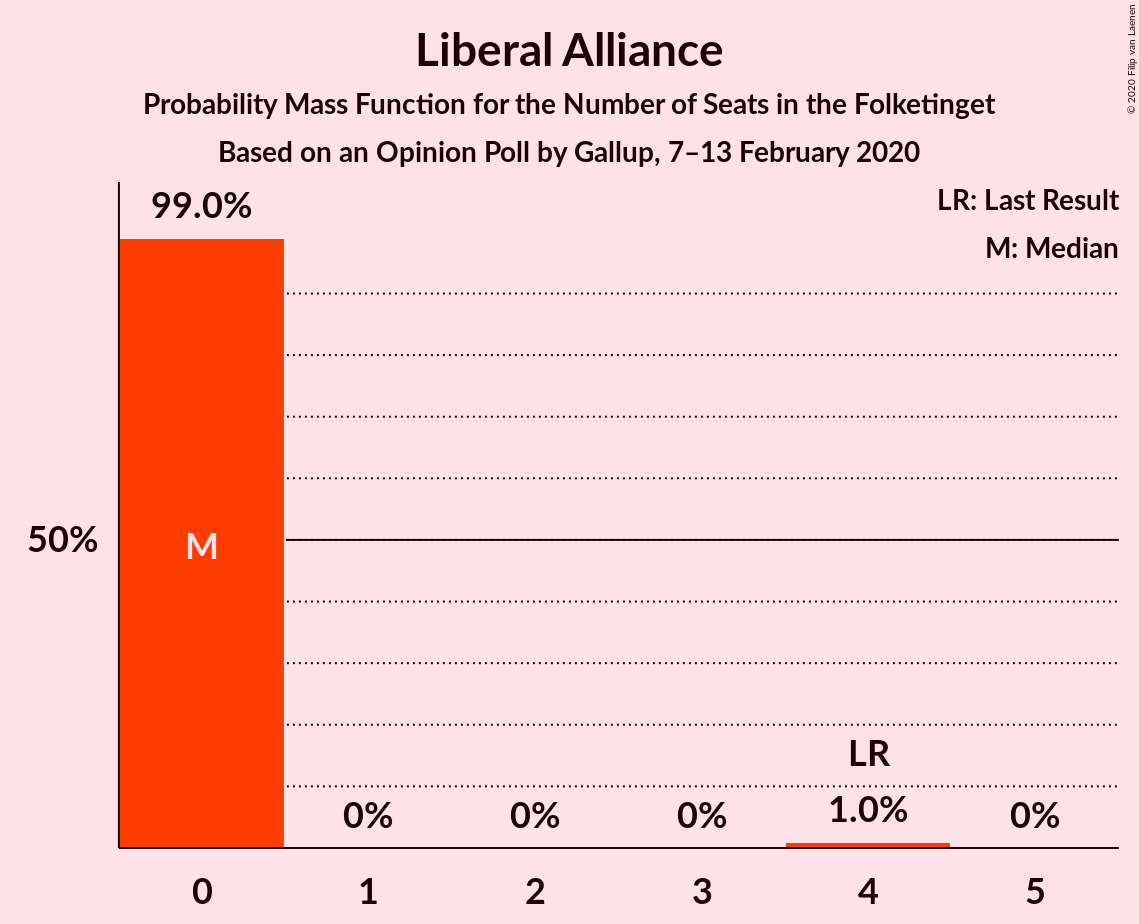 Liberal Alliance
Probability Mass Function for the Number of Seats in the Folketinget
Based on an Opinion Poll by Gallup, 7–13 February 2020
© 2020 Filip van Laenen
LR: Last Result
M: Median
99.0%
50%
M
LR
0% 0% 0% 1.0% 0%
0 1 2 3 4 5